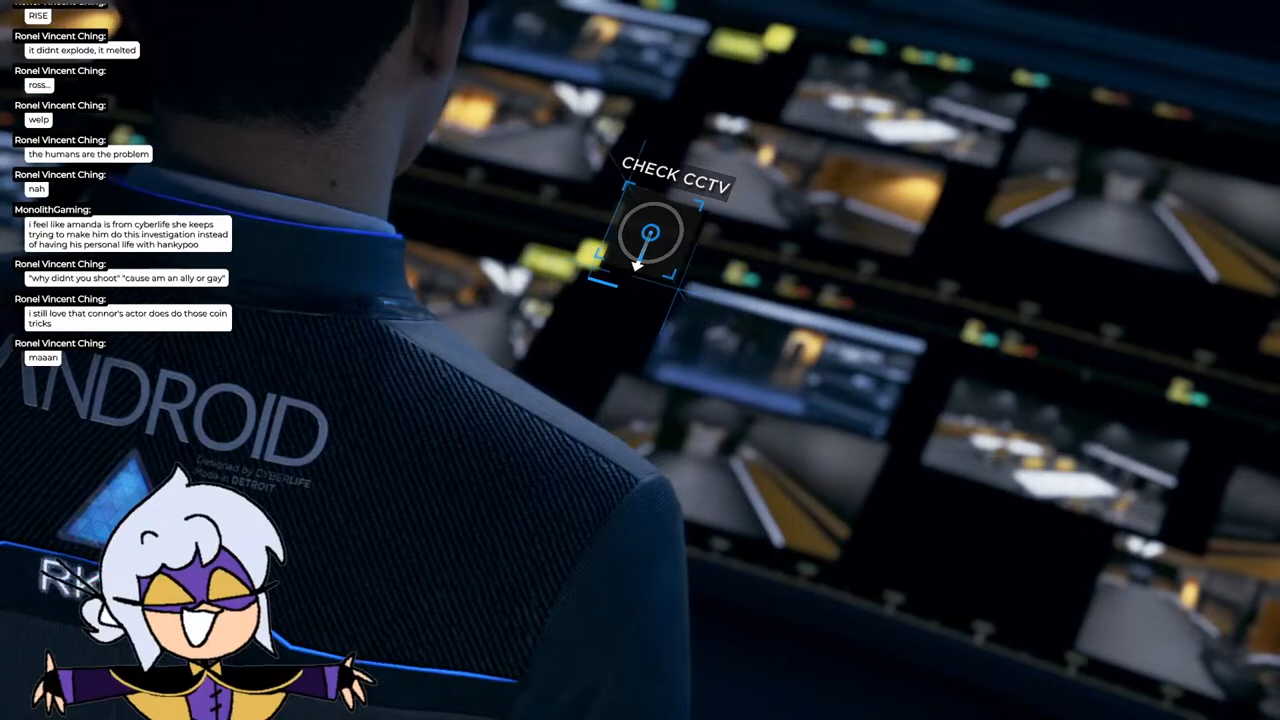 RISE
Ronel Vincent Ching:
it didnt explode, it melted
Ronel Vincent Ching:
ross...
Ronel Vincent Ching:
welp
Ronel Vincent Ching:
the humans are the problem
Ronel Vincent Ching:
nah
MonolithGaming:
i feel like amanda is from cyberlife she keeps
trying to make him do this investigation instead
of having his personal life with hankypoo
Ronel Vincent Ching:
"why didnt you shoot" "cause am an ally or gay"
Ronel Vincent Ching:
i still love that connor's actor does do those coin
tricks
Ronel Vincent Ching:
maaan
CHECK CCTV
ANDROID
Designed by CYBERLIFE
Made in DETROIT
RK